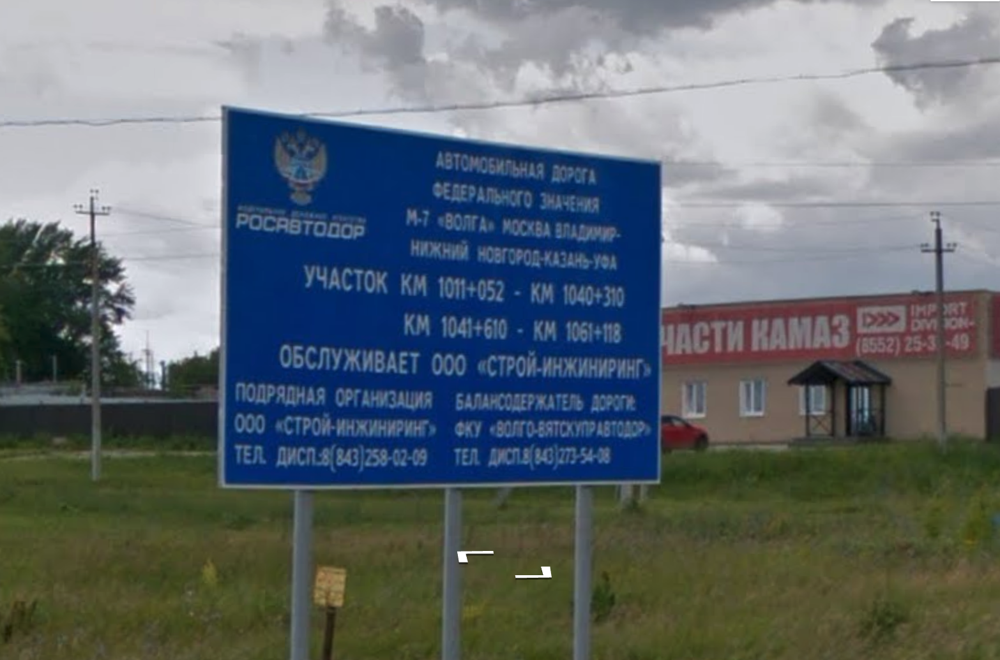 РОСАВТОДОР
АВТОМОБИЛЬНАЯ ДОРОГА
ФЕДЕРАЛЬНОГО ЗНАЧЕНИЯ
М-7 «ВОЛГА» МОСКВА ВЛАДИМИР-
НИЖНИЙ НОВГОРОД-КАЗАНЬ-УФА
УЧАСТОК КМ 1011+052 - КМ 1040+310
КМ 1041+610 - КМ 1061+118
ОБСЛУЖИВАЕТ ООО «СТРОЙ-ИНЖИНИРИНГ»
ПОДРЯДНАЯ ОРГАНИЗАЦИЯ
ООО «СТРОЙ-ИНЖИНИРИНГ»
ТЕЛ. ДИСП.:8(843)258-02-09
БАЛАНСОДЕРЖАТЕЛЬ ДОРОГИ:
ФКУ «ВОЛГО-ВЯТСКУПРАВТОДОР»
ТЕЛ. ДИСП.8(843)273-54-08
ЧАСТИ КАМАЗ
IMPORT
DIVISION
(8552)